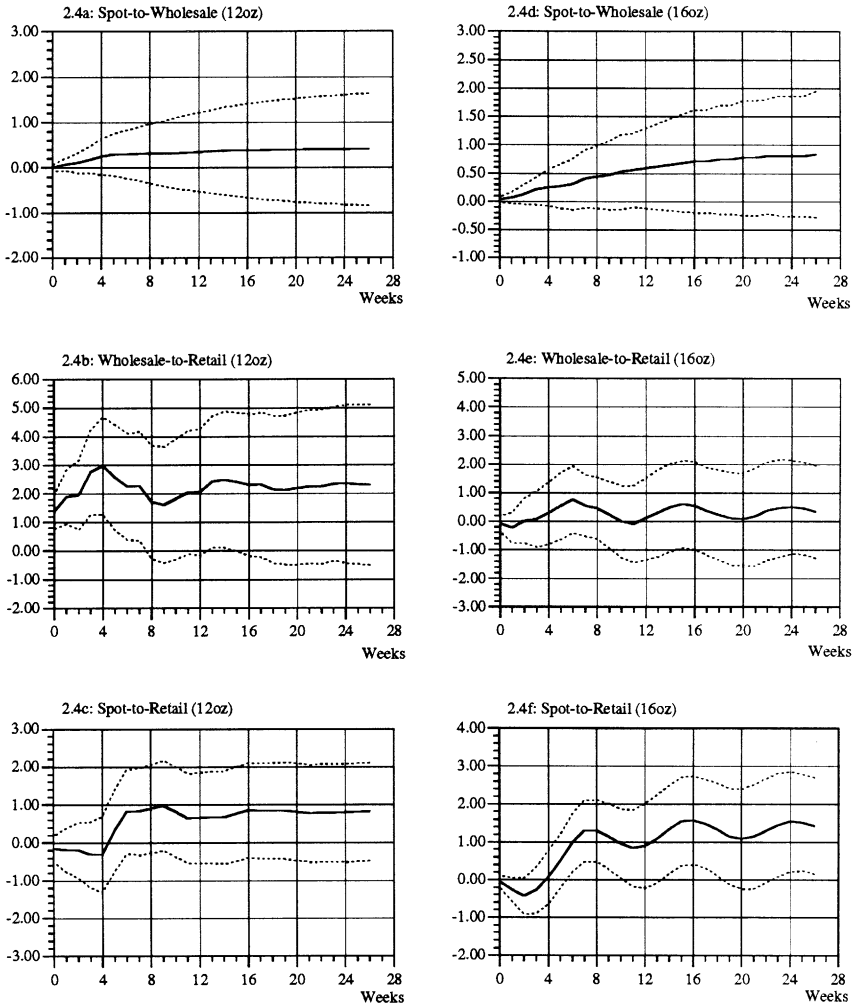 2.4a: Spot-to-Wholesale (12oz)
3.00
2.00
1.00
0.00
-1.00
-2.00
0 4 8 12 16 20 24 28
Weeks
2.4d: Spot-to-Wholesale (16oz)
3.00
2.50
2.00
1.50
1.00
0.50
0.00
-0.50
-1.00
0 4 8 12 16 20 24 28
Weeks
2.4b: Wholesale-to-Retail (12oz)
6.00
5.00
4.00
3.00
2.00
1.00
0.00
-1.00
-2.00
0 4 8 12 16 20 24 28
Weeks
2.4e: Wholesale-to-Retail (16oz)
5.00
4.00
3.00
2.00
1.00
0.00
-1.00
-2.00
-3.00
0 4 8 12 16 20 24 28
Weeks
2.4c: Spot-to-Retail (12oz)
3.00
2.00
1.00
0.00
-1.00
-2.00
-3.00
0 4 8 12 16 20 24 28
Weeks
2.4f: Spot-to-Retail (16oz)
4.00
3.00
2.00
1.00
0.00
-1.00
-2.00
0 4 8 12 16 20 24 28
Weeks